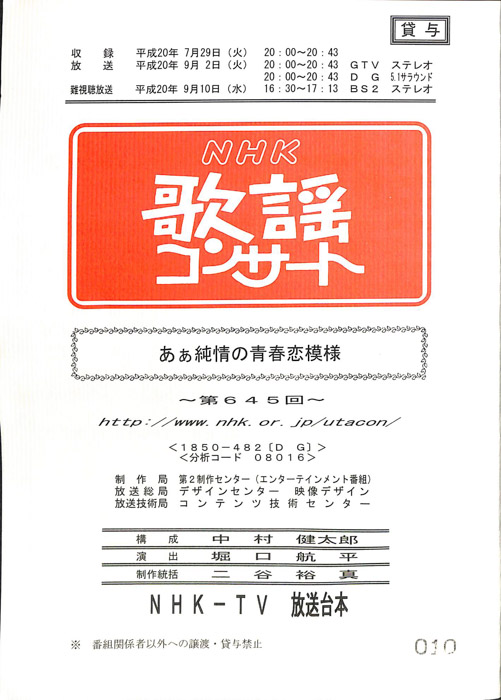 貸与
収　録　平成20年 7月29日（火）　20：00～20：43
放　送　平成20年 9月 2日（火）　20：00～20：43　GTV　ステレオ
20：00～20：43　D　G　5.1サラウンド
難視聴放送　平成20年 9月10日（水）　16：30～17：13　BS2　ステレオ
NHK
歌謡
コンサート
あぁ純情の青春恋模様
～第６４５回～
http://www.nhk.or.jp/utacon/
＜1850-482〔D　G〕＞
＜分析コード　08016＞
制　作　局　第２制作センター（エンターテインメント番組）
放送総局　デザインセンター　映像デザイン
放送技術局　コンテンツ技術センター
構　成　中　村　健太郎
演　出　堀　口　航　平
制作統括　二　谷　裕　真
NHK－TV　放送台本
※　番組関係者以外への譲渡・貸与禁止
010